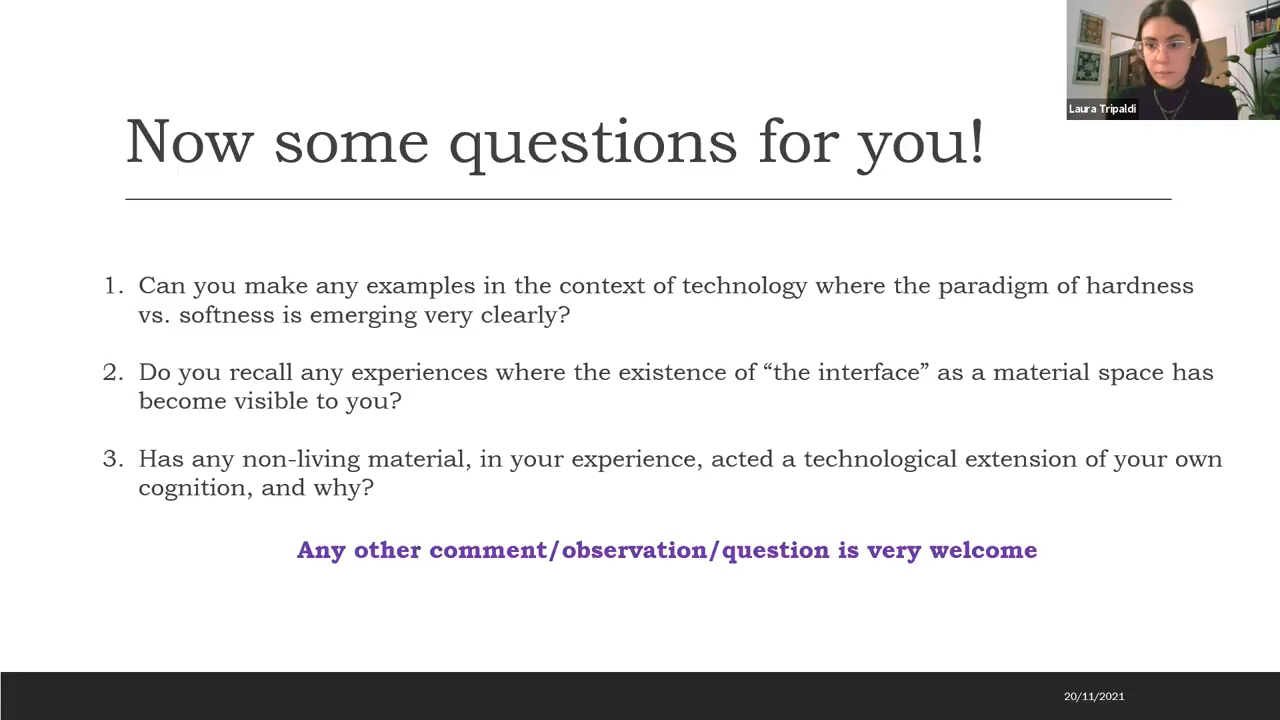 Laura Tripaldi
Now some questions for you!
1. Can you make any examples in the context of technology where the paradigm of hardness
vs. softness is emerging very clearly?
2. Do you recall any experiences where the existence of “the interface” as a material space has
become visible to you?
3. Has any non-living material, in your experience, acted a technological extension of your own
cognition, and why?
Any other comment/observation/question is very welcome
20/11/2021